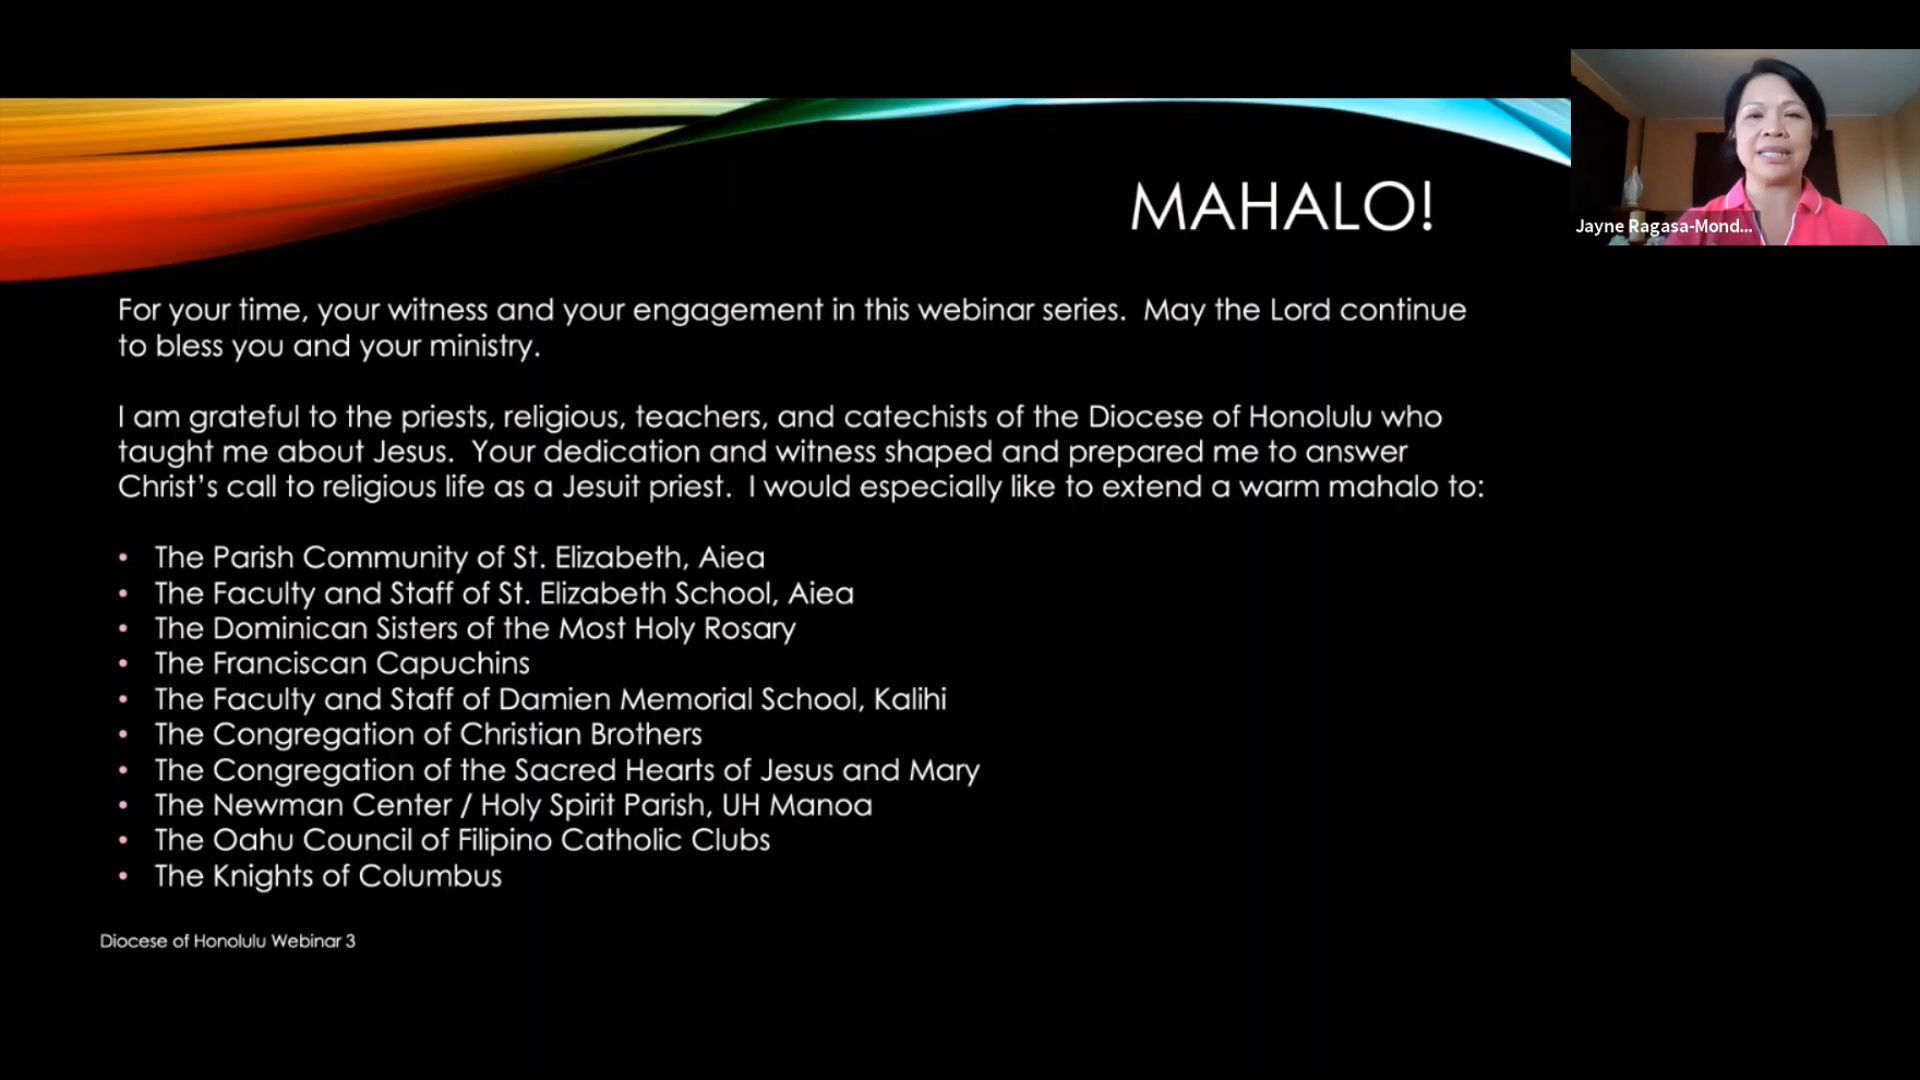 MAHALO!
Jayne Ragasa-Mond...
For your time, your witness and your engagement in this webinar series.  May the Lord continue
to bless you and your ministry.
I am grateful to the priests, religious, teachers, and catechists of the Diocese of Honolulu who
taught me about Jesus.  Your dedication and witness shaped and prepared me to answer
Christ’s call to religious life as a Jesuit priest.  I would especially like to extend a warm mahalo to:
• The Parish Community of St. Elizabeth, Aiea
• The Faculty and Staff of St. Elizabeth School, Aiea
• The Dominican Sisters of the Most Holy Rosary
• The Franciscan Capuchins
• The Faculty and Staff of Damien Memorial School, Kalihi
• The Congregation of Christian Brothers
• The Congregation of the Sacred Hearts of Jesus and Mary
• The Newman Center / Holy Spirit Parish, UH Manoa
• The Oahu Council of Filipino Catholic Clubs
• The Knights of Columbus
Diocese of Honolulu Webinar 3